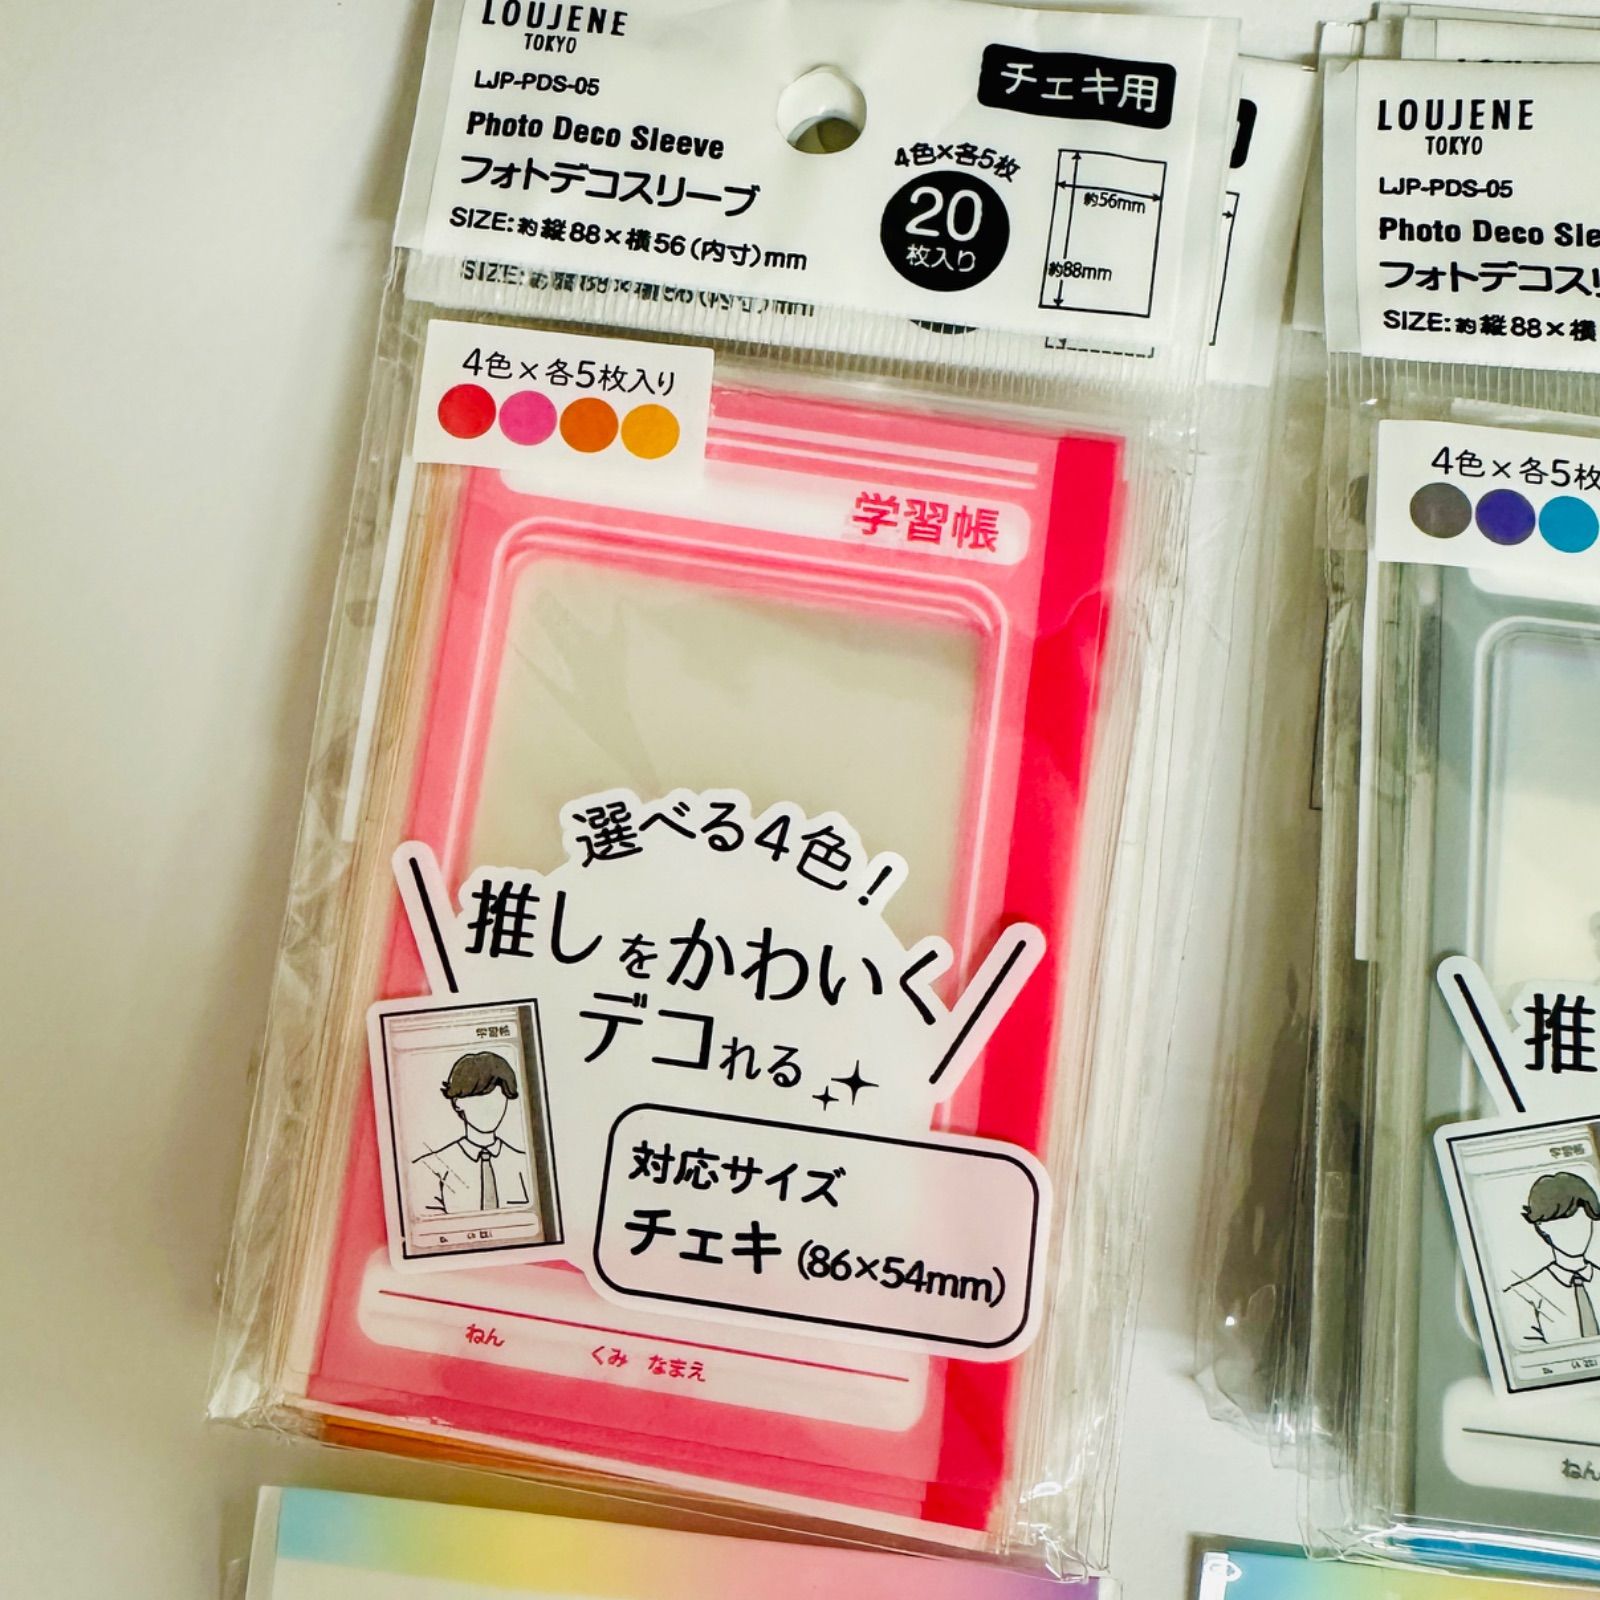 LOUJENE
TOKYO
LJP-PDS-05
Photo Deco Sleeve
フォトデコスリーブ
SIZE:約縦88×横56(内寸)mm
チェキ用
4色×各5枚
20
枚入り
約56mm
約88mm
4色×各5枚入り
学習帳
選べる4色!
推しをかわいく
デコれる
学習帳
対応サイズ
チェキ(86×54mm)
ねん くみ なまえ
LOUJENE
TOKYO
LJP-PDS-05
Photo Deco Sle
フォトデコスリ
SIZE:約縦88×横
4色×各5枚
推
学習帳
ねん